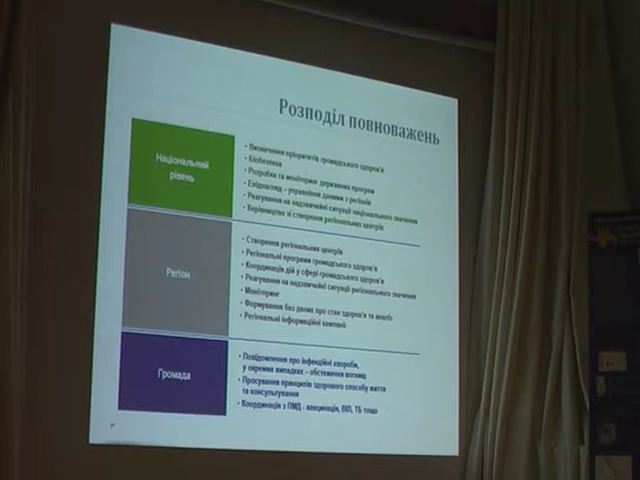 Розподіл повноважень
Національний
рівень
• Визначення пріоритетів громадського здоров'я
• Біобезпека
• Розробка та моніторинг державних програм
• Епіднагляд – управління даними з регіонів
• Реагування на надзвичайні ситуації національного значення
• Керівництво зі створення регіональних центрів
Регіон
• Створення регіональних центрів
• Регіональні програми громадського здоров'я
• Координація дій у сфері громадського здоров'я
• Реагування на надзвичайні ситуації регіонального значення
• Моніторинг
• Формування баз даних про стан здоров'я та аналіз
• Регіональні інформаційні кампанії
Громада
• Повідомлення про інфекційні хвороби,
у окремих випадках – обстеження вогнищ
• Просування принципів здорового способу життя
та консультування
• Координація з ПМД - вакцинація, ВІЛ, ТБ тощо